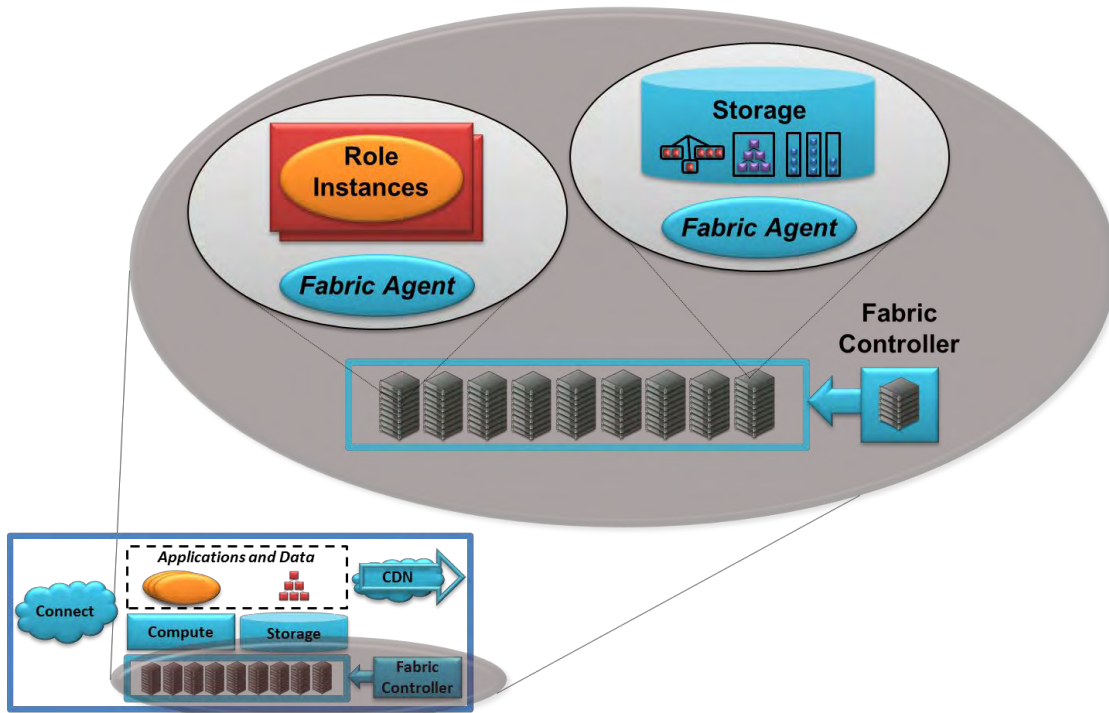 Storage
Role
Instances
Fabric Agent
Fabric Agent
Fabric
Controller
Applications and Data
CDN
Connect
Compute
Storage
Fabric
Controller